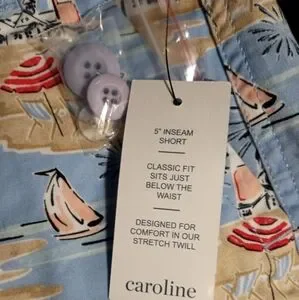 5" INSEAM
SHORT
CLASSIC FIT
SITS JUST
BELOW THE
WAIST
DESIGNED FOR
COMFORT IN OUR
STRETCH TWILL
caroline